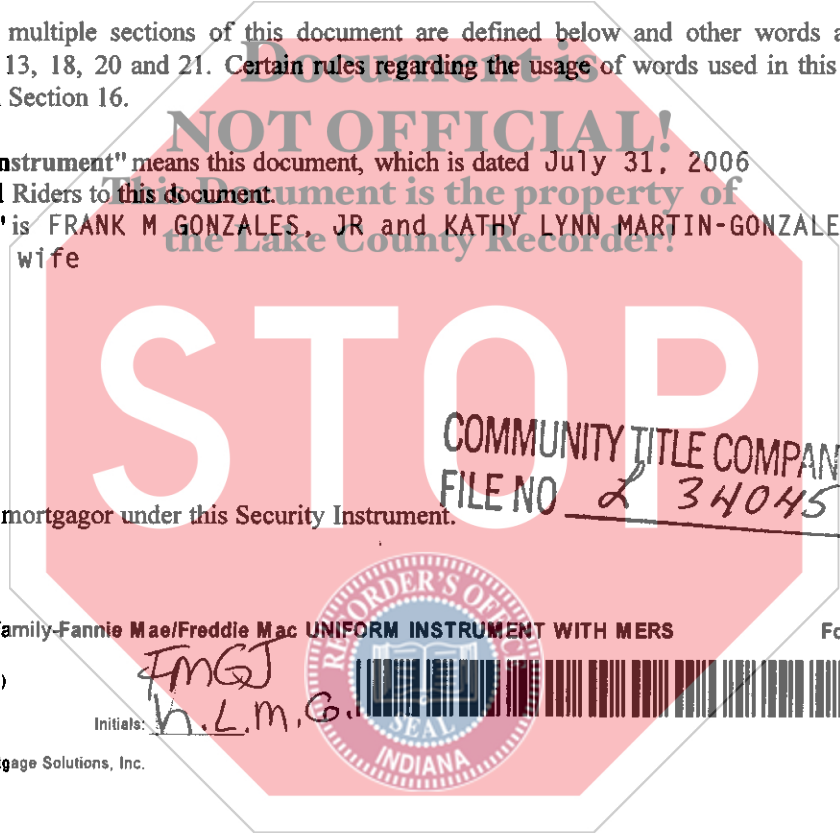 multiple sections of this document are defined below and other words a
13, 18, 20 and 21. Certain rules regarding the usage of words used in this
Section 16.
Document is
NOT OFFICIAL!
This Document is the property of
the Lake County Recorder!
nstrument" means this document, which is dated July 31, 2006
Riders to this document.
is FRANK M GONZALES, JR and KATHY LYNN MARTIN-GONZALE
wife
STOP
COMMUNITY TITLE COMPAN
FILE NO L 34045
mortgagor under this Security Instrument.
amily-Fannie Mae/Freddie Mac UNIFORM INSTRUMENT WITH MERS Fo
FMGJ
Initials: K.L.M.G.
gage Solutions, Inc.
RECORDER'S OFFICE
SEAL
INDIANA